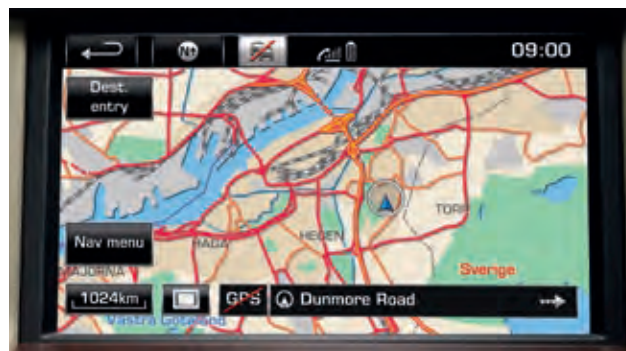 N
09:00
Dest.
entry
TORP
HEDEN
Nav menu
HAGA
MAJORNA
Sverige
1024km
GPS
Dunmore Road
Västra Götaland